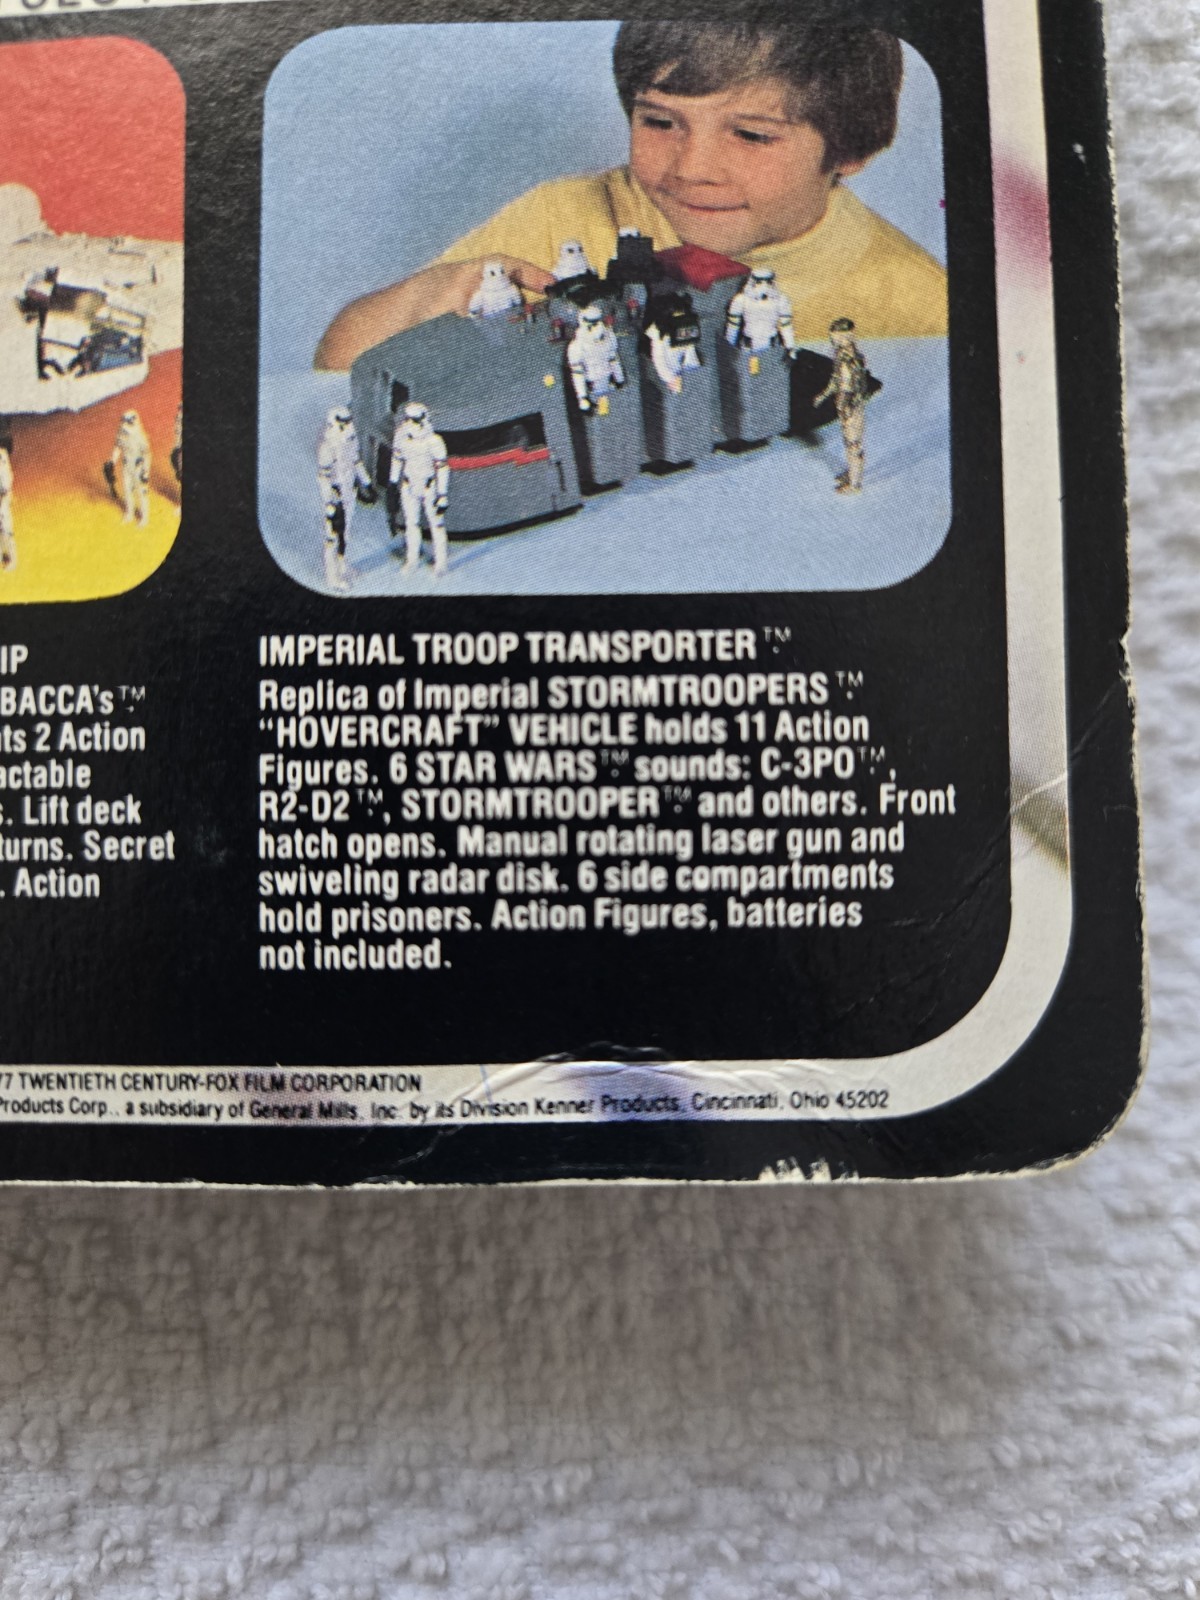 IP
BACCA's™
ts 2 Action
actable
s. Lift deck
turns. Secret
. Action
IMPERIAL TROOP TRANSPORTER™
Replica of Imperial STORMTROOPERS™
“HOVERCRAFT” VEHICLE holds 11 Action
Figures. 6 STAR WARS™ sounds: C-3PO™,
R2-D2™, STORMTROOPER™ and others. Front
hatch opens. Manual rotating laser gun and
swiveling radar disk. 6 side compartments
hold prisoners. Action Figures, batteries
not included.
77 TWENTIETH CENTURY-FOX FILM CORPORATION
Products Corp., a subsidiary of General Mills, Inc. by its Division Kenner Products, Cincinnati, Ohio 45202